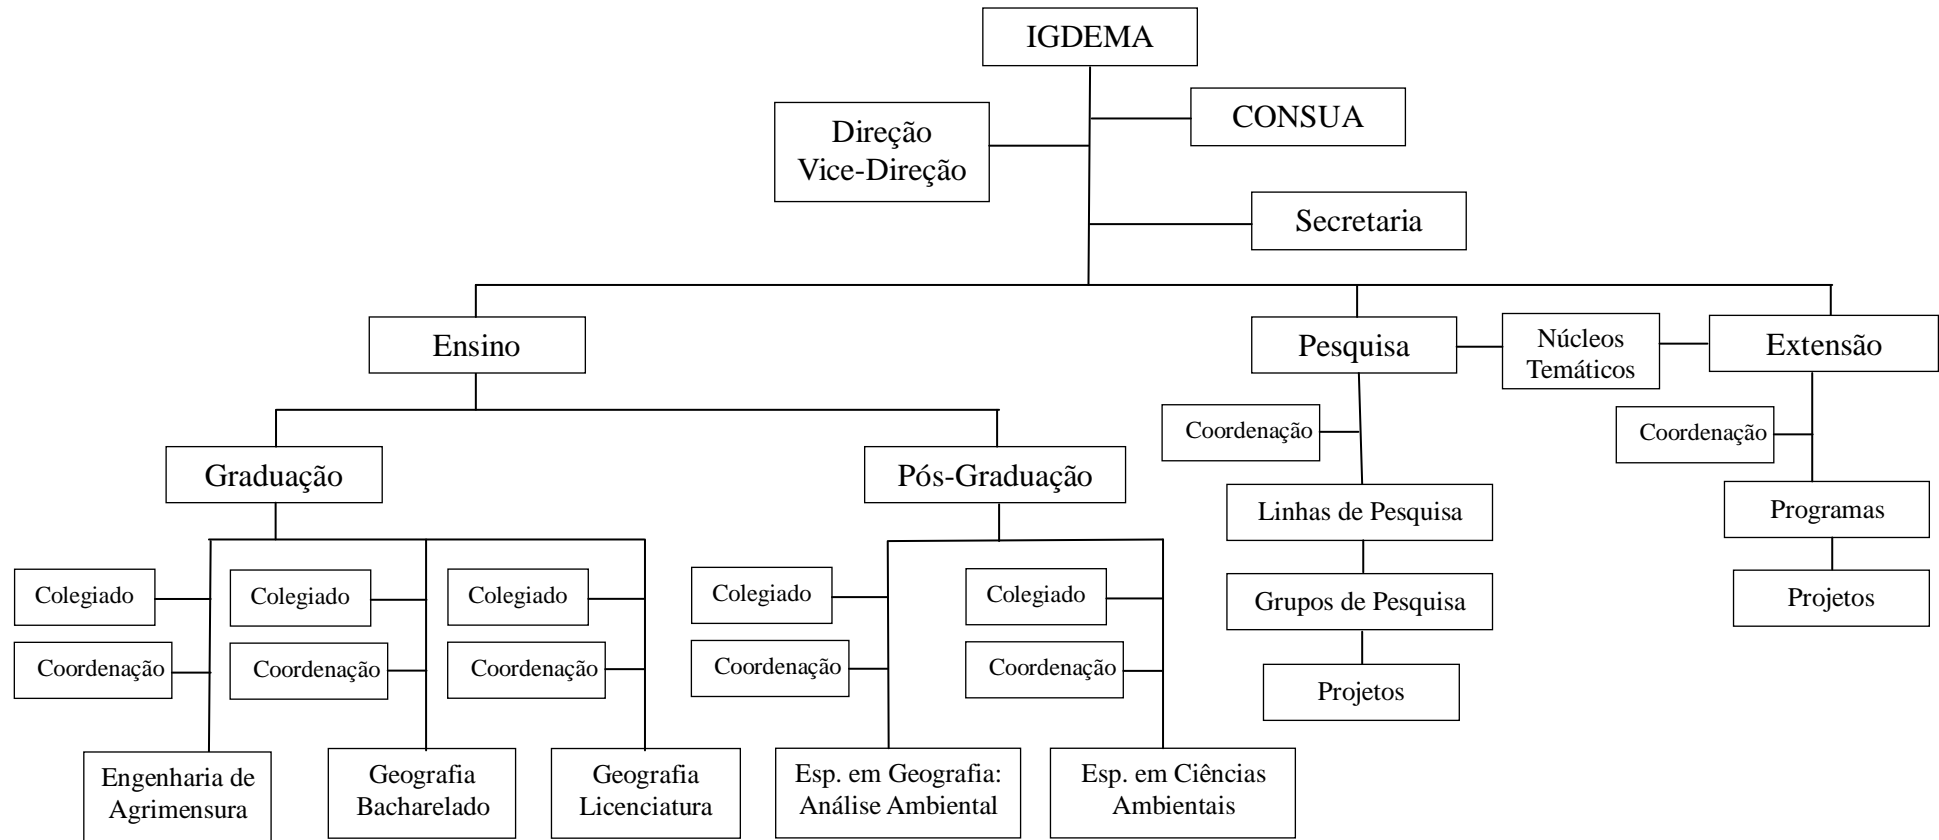 IGDEMA
CONSUA
Direção
Vice-Direção
Secretaria
Ensino
Pesquisa
Núcleos
Temáticos
Extensão
Coordenação
Coordenação
Graduação
Pós-Graduação
Linhas de Pesquisa
Programas
Colegiado
Colegiado
Colegiado
Colegiado
Colegiado
Grupos de Pesquisa
Projetos
Coordenação
Coordenação
Coordenação
Coordenação
Coordenação
Projetos
Engenharia de
Agrimensura
Geografia
Bacharelado
Geografia
Licenciatura
Esp. em Geografia:
Análise Ambiental
Esp. em Ciências
Ambientais